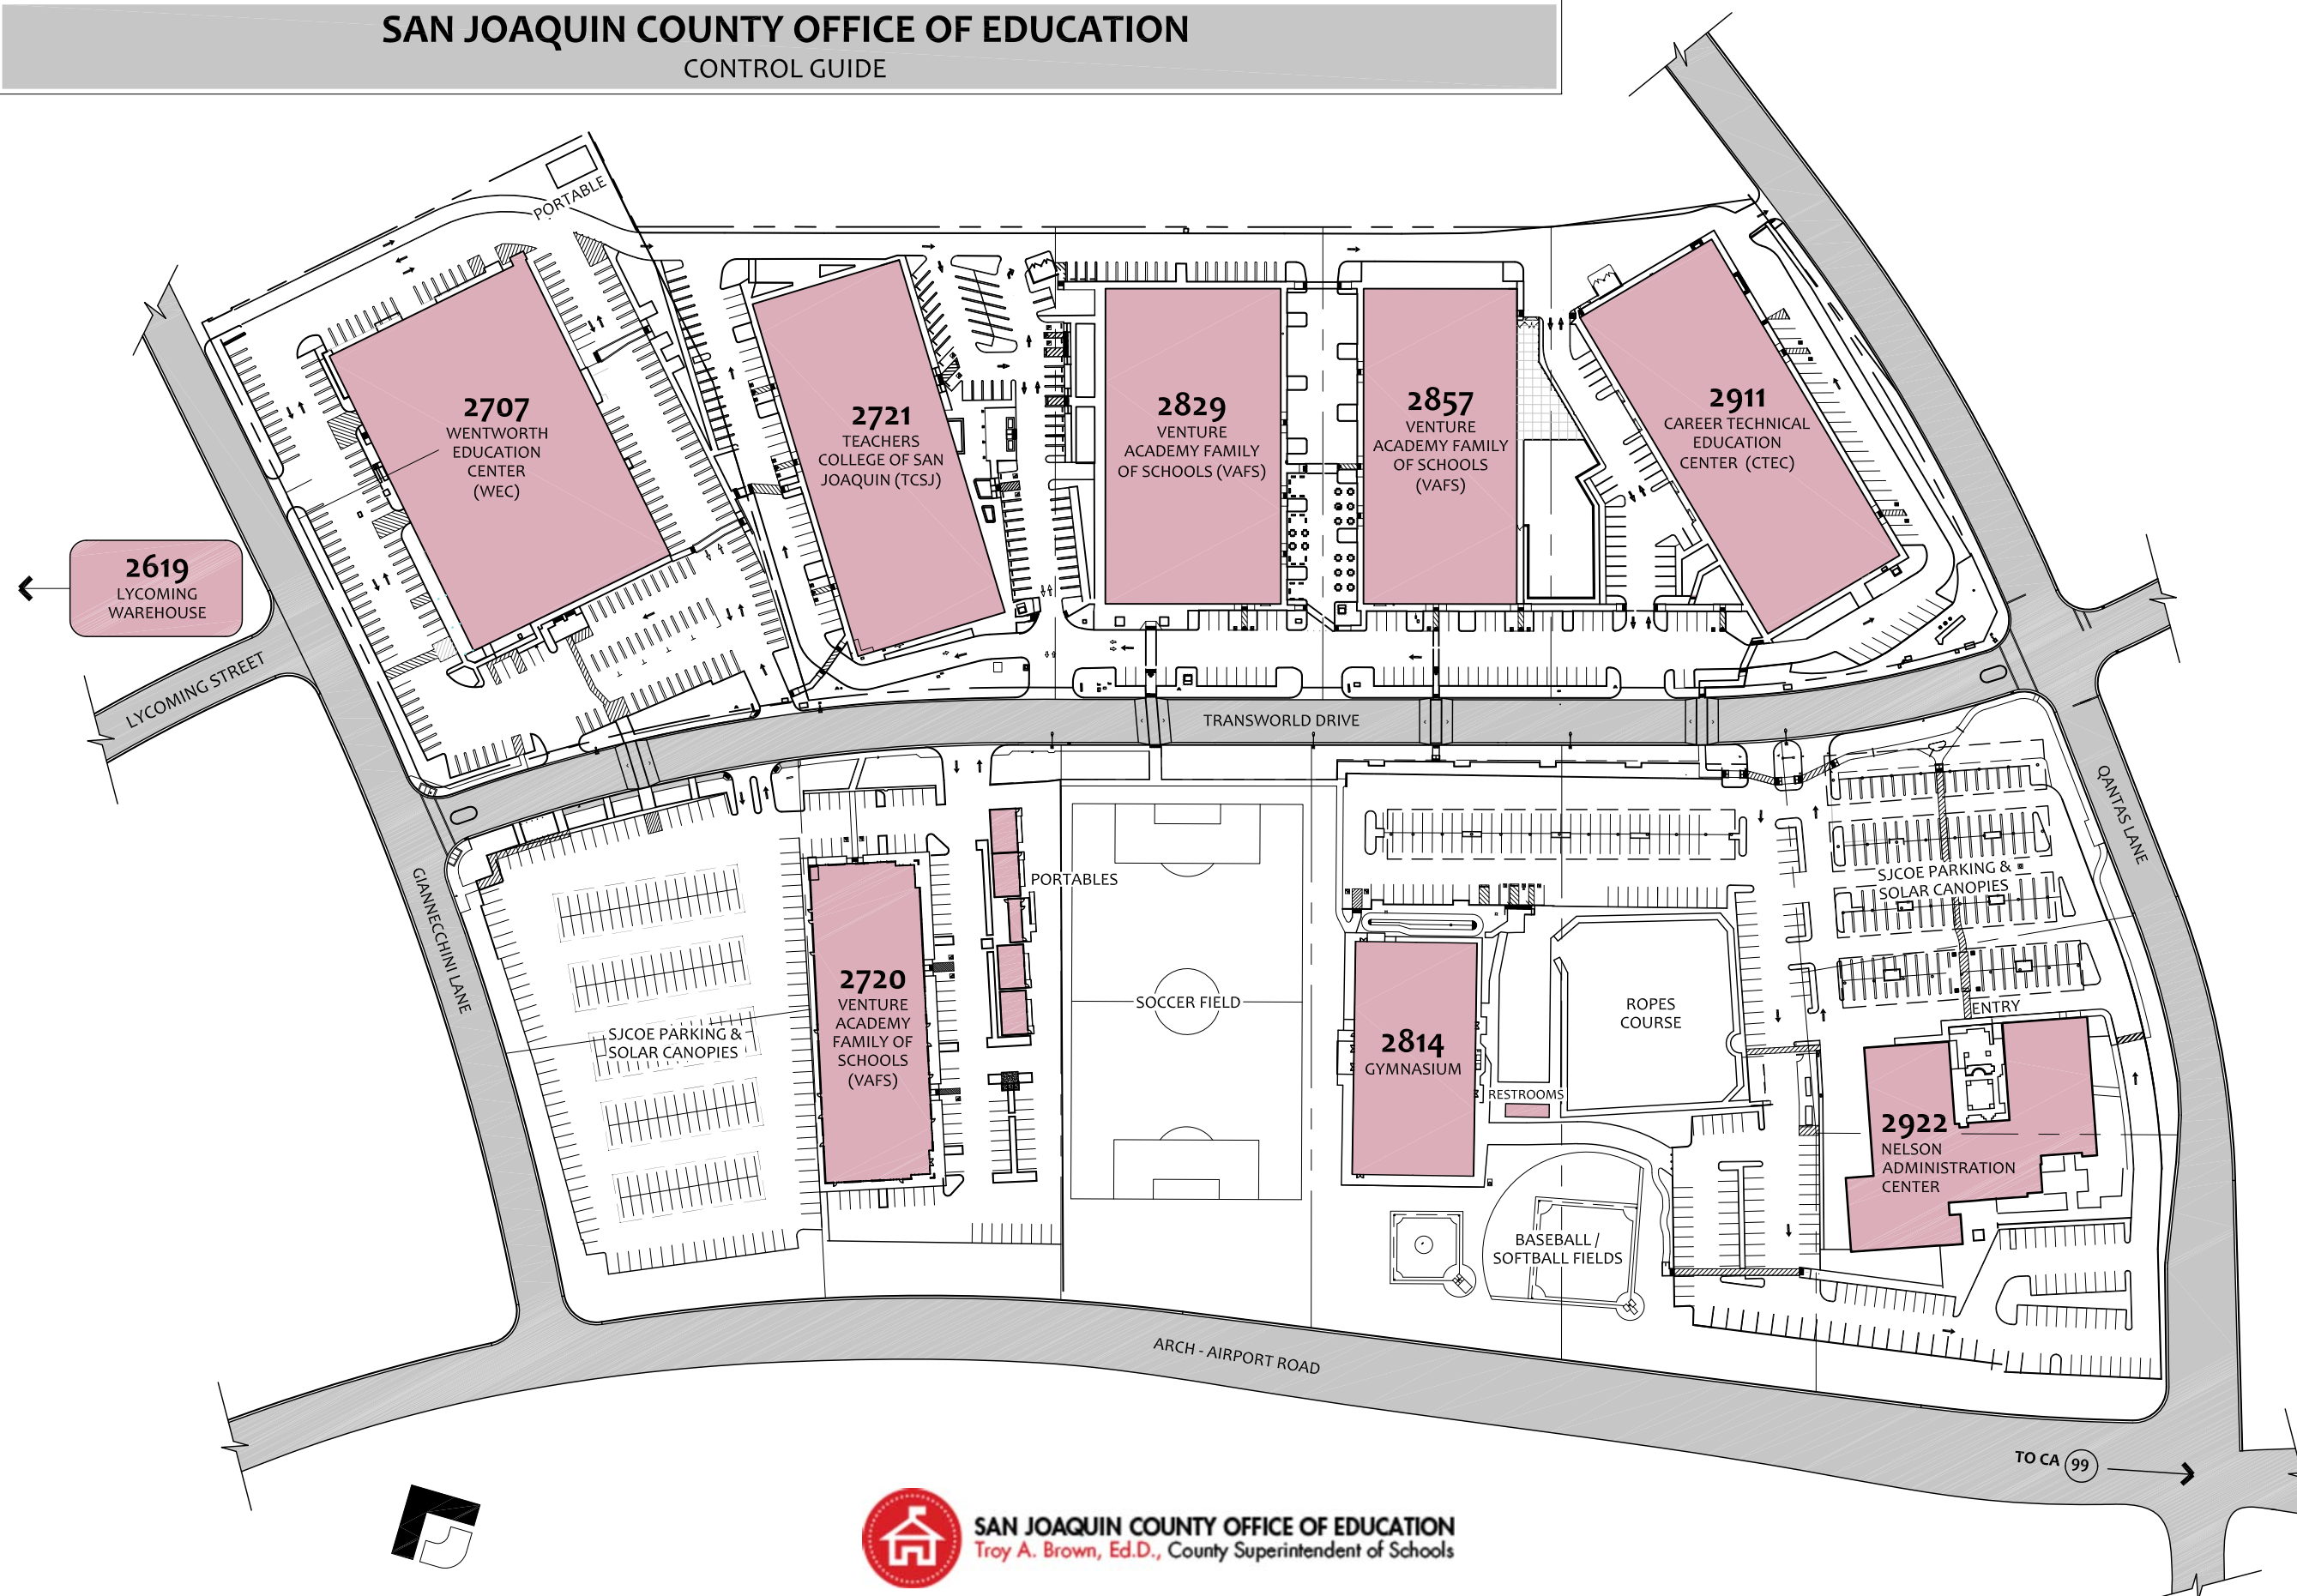 SAN JOAQUIN COUNTY OFFICE OF EDUCATION
CONTROL GUIDE
PORTABLE
2707
WENTWORTH
EDUCATION
CENTER
(WEC)
2721
TEACHERS
COLLEGE OF SAN
JOAQUIN (TCSJ)
2829
VENTURE
ACADEMY FAMILY
OF SCHOOLS (VAFS)
2857
VENTURE
ACADEMY FAMILY
OF SCHOOLS
(VAFS)
2911
CAREER TECHNICAL
EDUCATION
CENTER (CTEC)
2619
LYCOMING
WAREHOUSE
LYCOMING STREET
TRANSWORLD DRIVE
QANTAS LANE
GIANNECCHINI LANE
PORTABLES
SJCOE PARKING &
SOLAR CANOPIES
2720
VENTURE
ACADEMY
FAMILY OF
SCHOOLS
(VAFS)
SJCOE PARKING &
SOLAR CANOPIES
SOCCER FIELD
2814
GYMNASIUM
ROPES
COURSE
RESTROOMS
ENTRY
2922
NELSON
ADMINISTRATION
CENTER
BASEBALL /
SOFTBALL FIELDS
ARCH - AIRPORT ROAD
TO CA 99
SAN JOAQUIN COUNTY OFFICE OF EDUCATION
Troy A. Brown, Ed.D., County Superintendent of Schools